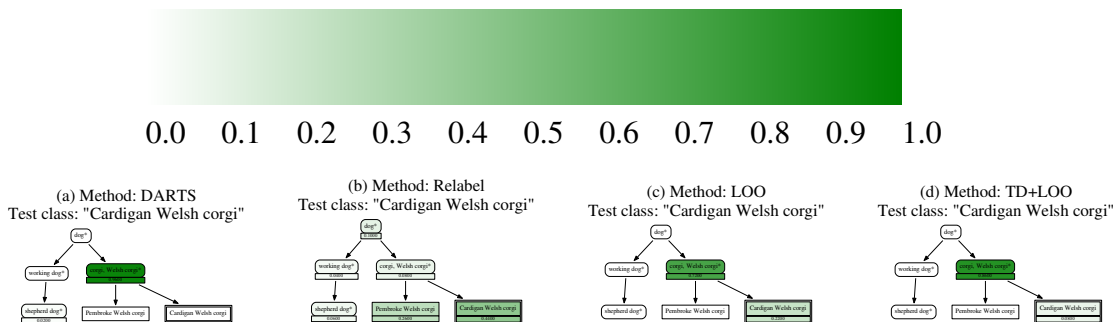 0.0 0.1 0.2 0.3 0.4 0.5 0.6 0.7 0.8 0.9 1.0
(a) Method: DARTS
Test class: "Cardigan Welsh corgi"
dog*
working dog*
corgi, Welsh corgi*
shepherd dog*
0.0200
Pembroke Welsh corgi
Cardigan Welsh corgi
(b) Method: Relabel
Test class: "Cardigan Welsh corgi"
dog*
working dog*
corgi, Welsh corgi*
shepherd dog*
Pembroke Welsh corgi
Cardigan Welsh corgi
(c) Method: LOO
Test class: "Cardigan Welsh corgi"
dog*
working dog*
corgi, Welsh corgi*
shepherd dog*
Pembroke Welsh corgi
Cardigan Welsh corgi
(d) Method: TD+LOO
Test class: "Cardigan Welsh corgi"
dog*
working dog*
corgi, Welsh corgi*
shepherd dog*
Pembroke Welsh corgi
Cardigan Welsh corgi